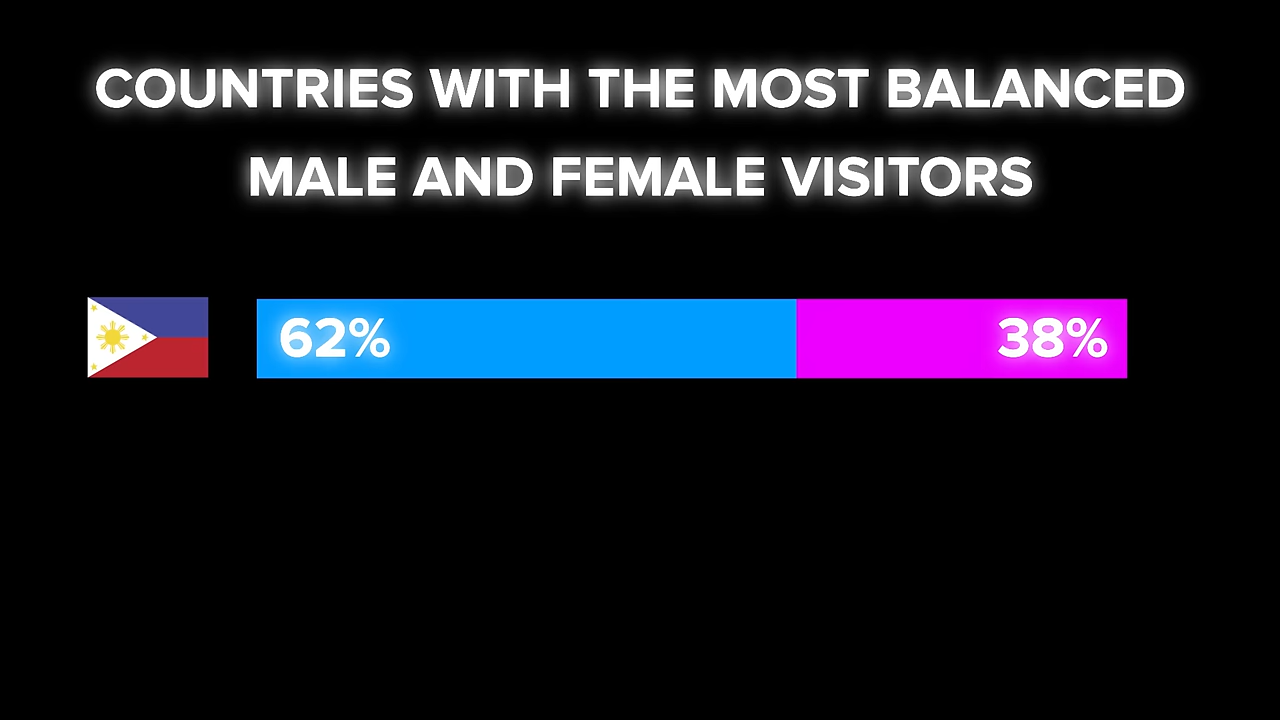 COUNTRIES WITH THE MOST BALANCED
MALE AND FEMALE VISITORS
62% 38%